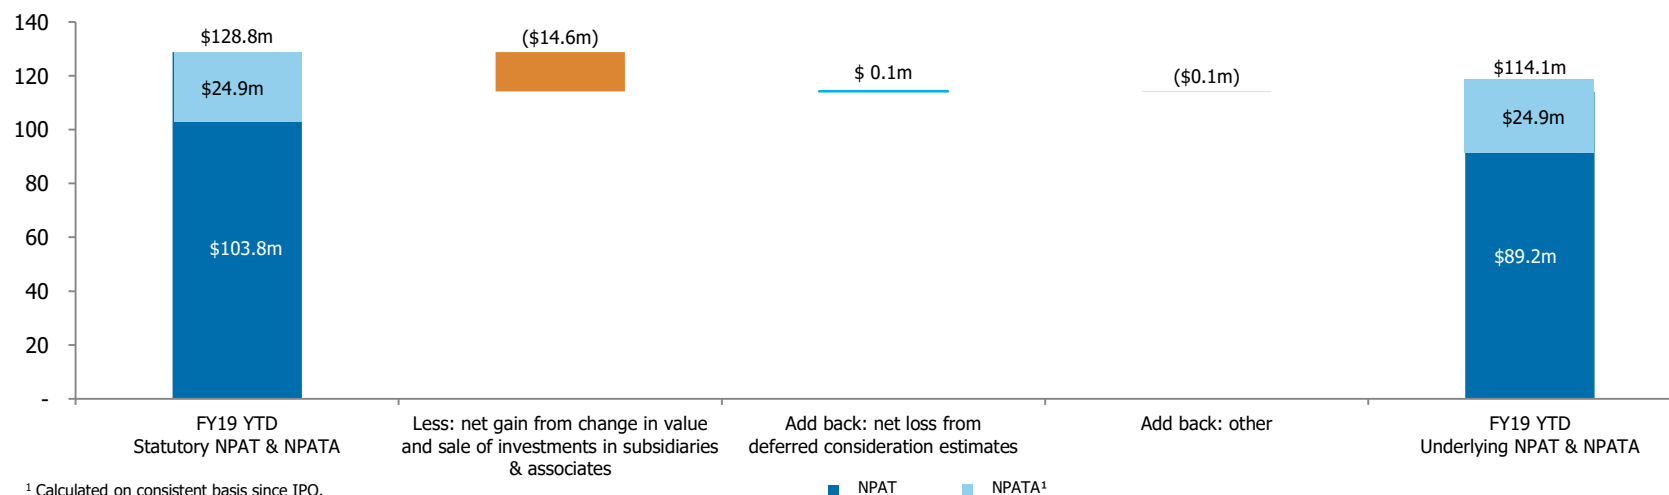 140
120
100
80
60
40
20
-
$128.8m
$24.9m
$103.8m
($14.6m)
$ 0.1m
($0.1m)
$114.1m
$24.9m
$89.2m
FY19 YTD
Statutory NPAT & NPATA
Less: net gain from change in value
and sale of investments in subsidiaries
& associates
Add back: net loss from
deferred consideration estimates
Add back: other
FY19 YTD
Underlying NPAT & NPATA
NPAT
NPATA¹
¹ Calculated on consistent basis since IPO.